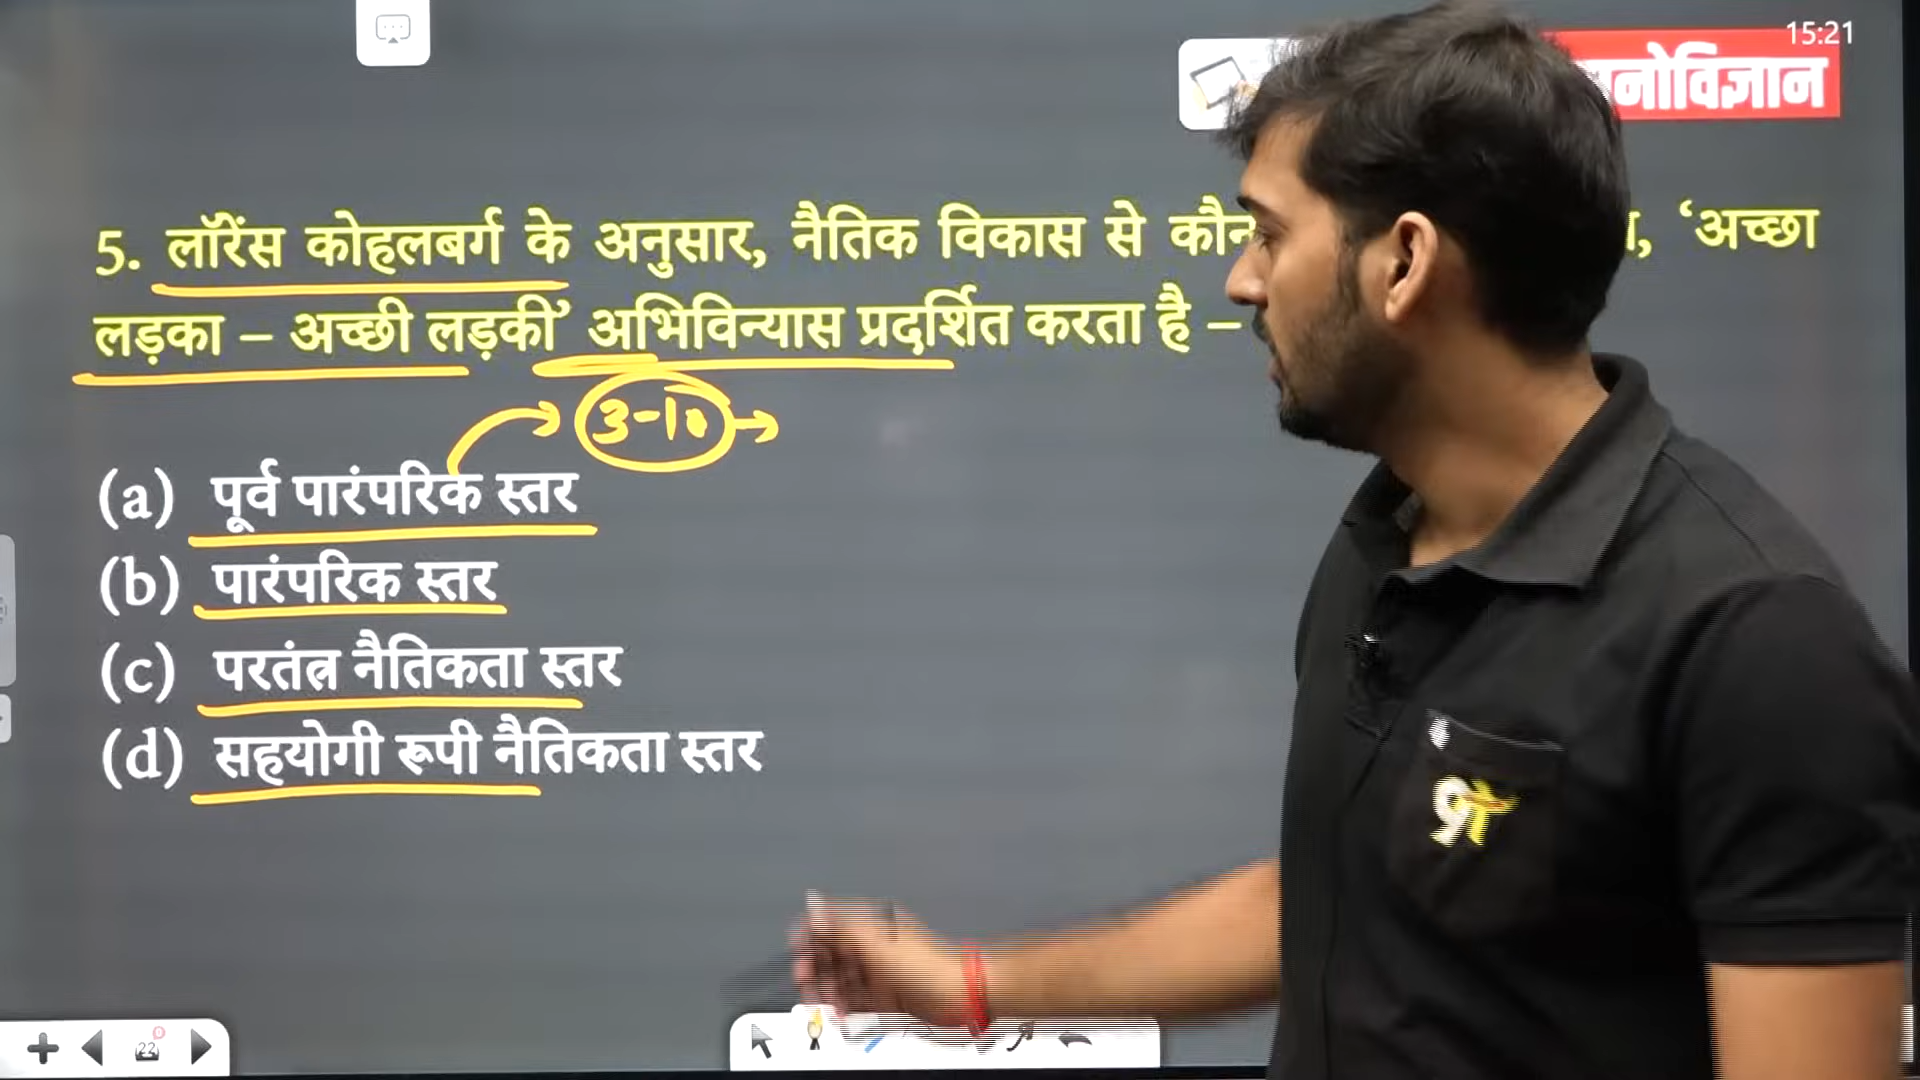 15:21
नोविज्ञान
5. लॉरेंस कोहलबर्ग के अनुसार, नैतिक विकास से कौन ‘अच्छा
लड़का – अच्छी लड़की’ अभिविन्यास प्रदर्शित करता है –
3-10
(a) पूर्व पारंपरिक स्तर
(b) पारंपरिक स्तर
(c) परतंत्र नैतिकता स्तर
(d) सहयोगी रूपी नैतिकता स्तर
22